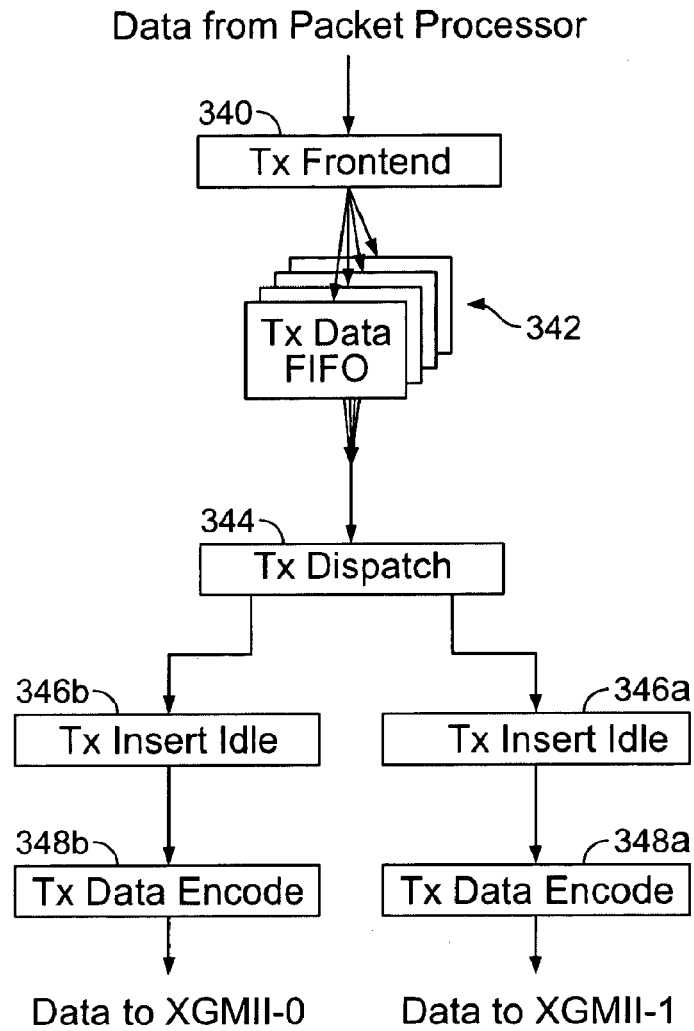 Data from Packet Processor
340
Tx Frontend
Tx Data
FIFO
342
344
Tx Dispatch
346b
346a
Tx Insert Idle
Tx Insert Idle
348b
348a
Tx Data Encode
Tx Data Encode
Data to XGMII-0
Data to XGMII-1